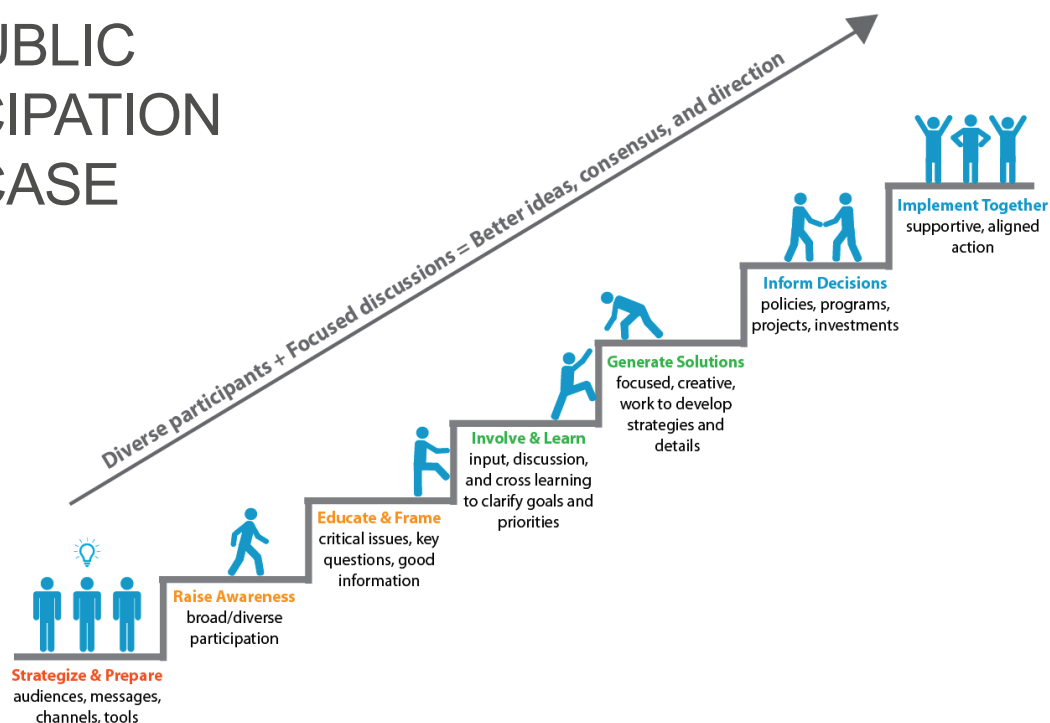 UBLIC
CIPATION
CASE
Diverse participants + Focused discussions = Better ideas, consensus, and direction
Implement Together
supportive, aligned
action
Inform Decisions
policies, programs,
projects, investments
Generate Solutions
focused, creative,
work to develop
strategies and
details
Involve & Learn
input, discussion,
and cross learning
to clarify goals and
priorities
Educate & Frame
critical issues, key
questions, good
information
Raise Awareness
broad/diverse
participation
Strategize & Prepare
audiences, messages,
channels, tools